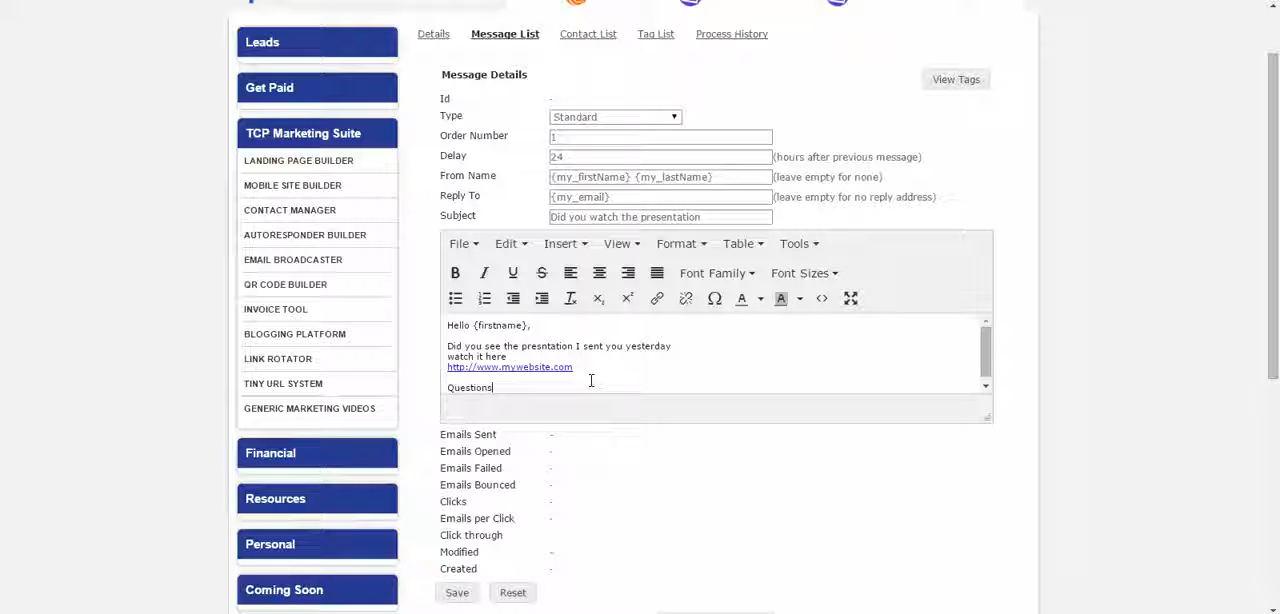 Leads
Details Message List Contact List Tag List Process History
Get Paid
Message Details
View Tags
Id -
Type Standard
TCP Marketing Suite
Order Number 1
Delay 24 (hours after previous message)
LANDING PAGE BUILDER
From Name {my_firstName} {my_lastName} (leave empty for none)
MOBILE SITE BUILDER
Reply To {my_email} (leave empty for no reply address)
CONTACT MANAGER
Subject Did you watch the presentation
AUTORESPONDER BUILDER
File Edit Insert View Format Table Tools
EMAIL BROADCASTER
B I U S Font Family Font Sizes
QR CODE BUILDER
INVOICE TOOL
Hello {firstname},
BLOGGING PLATFORM
Did you see the presntation I sent you yesterday
watch it here
LINK ROTATOR
http://www.mywebsite.com
TINY URL SYSTEM
Questions
GENERIC MARKETING VIDEOS
Emails Sent -
Financial
Emails Opened -
Emails Failed -
Emails Bounced -
Resources
Clicks -
Emails per Click -
Click through
Personal
Modified -
Created -
Coming Soon
Save Reset